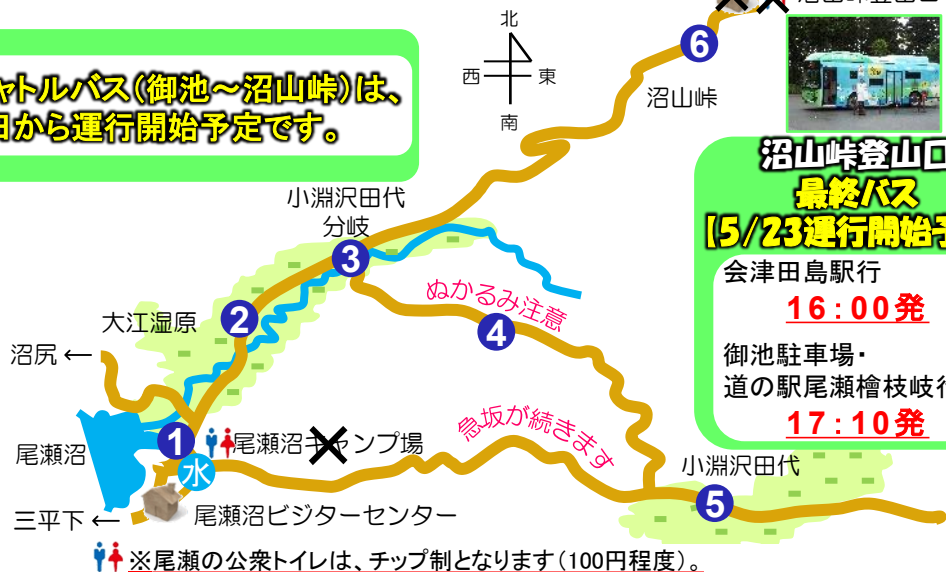 北
西
東
南
ャトルバス(御池~沼山峠)は、
日から運行開始予定です。
6
沼山峠
沼山峠登山口
最終バス
【5/23運行開始予
会津田島駅行
16:00発
御池駐車場・
道の駅尾瀬檜枝岐行
17:10発
小淵沢田代
分岐
3
ぬかるみ注意
大江湿原
2
4
沼尻←
急坂が続きます
1
尾瀬沼キャンプ場
尾瀬沼
水
小淵沢田代
5
尾瀬沼ビジターセンター
三平下←
※尾瀬の公衆トイレは、チップ制となります(100円程度)。